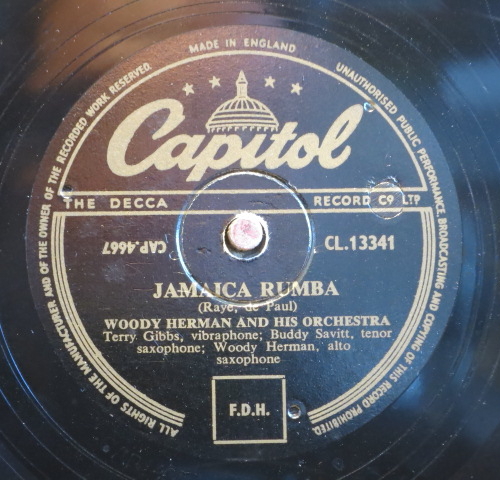 MADE IN ENGLAND
ALL RIGHTS OF THE MANUFACTURER AND OF THE OWNER OF THE RECORDED WORK RESERVED.
UNAUTHORISED PUBLIC PERFORMANCE, BROADCASTING AND COPYING OF THIS RECORD PROHIBITED.
Capitol
THE DECCA RECORD CO LTD
CAP.4667 CL.13341
JAMAICA RUMBA
(Raye, de Paul)
WOODY HERMAN AND HIS ORCHESTRA
Terry Gibbs, vibraphone; Buddy Savitt, tenor
saxophone; Woody Herman, alto
saxophone
F.D.H.